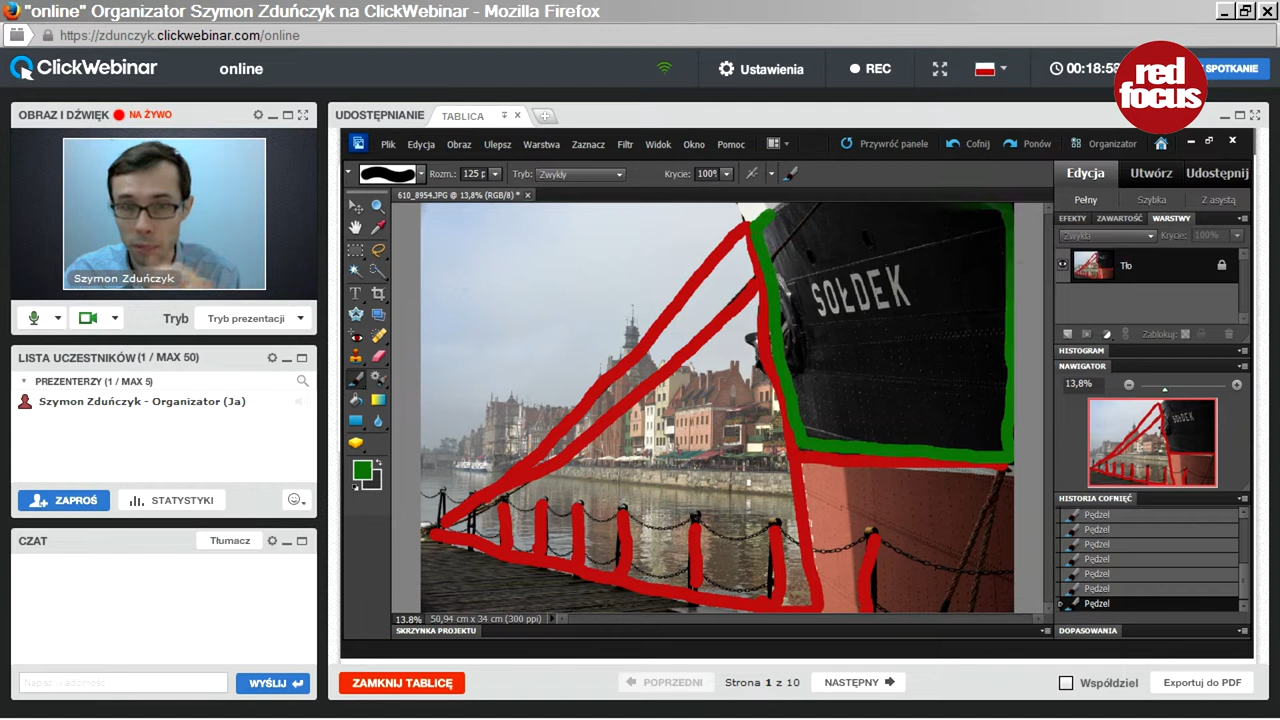 "online" Organizator Szymon Zduńczyk na ClickWebinar - Mozilla Firefox
https://zdunczyk.clickwebinar.com/online
ClickWebinar
online
Ustawienia
REC
00:18:58
SPOTKANIE
red
focus
OBRAZ I DŹWIĘK
NA ŻYWO
Szymon Zduńczyk
Tryb
Tryb prezentacji
LISTA UCZESTNIKÓW (1 / MAX 50)
PREZENTERZY (1 / MAX 5)
Szymon Zduńczyk - Organizator (Ja)
ZAPROŚ
STATYSTYKI
CZAT
Tłumacz
Napisz wiadomość
WYŚLIJ
UDOSTĘPNIANIE
TABLICA
Plik Edycja Obraz Ulepsz Warstwa Zaznacz Filtr Widok Okno Pomoc
Przywróć panele
Cofnij
Ponów
Organizator
Rozm.: 125 p
Tryb: Zwykły
Krycie: 100%
610_8954.JPG @ 13,8% (RGB/8) *
SOŁDEK
13.8%
50,94 cm x 34 cm (300 ppi)
SKRZYNKA PROJEKTU
Edycja
Utwórz
Udostępnij
Pełny
Szybka
Z asystą
EFEKTY
ZAWARTOŚĆ
WARSTWY
Zwykła
Krycie: 100%
Tło
Zablokuj:
HISTOGRAM
NAWIGATOR
13,8%
SOŁDEK
HISTORIA COFNIĘĆ
Pędzel
Pędzel
Pędzel
Pędzel
Pędzel
Pędzel
Pędzel
DOPASOWANIA
ZAMKNIJ TABLICĘ
POPRZEDNI
Strona 1 z 10
NASTĘPNY
Współdziel
Exportuj do PDF